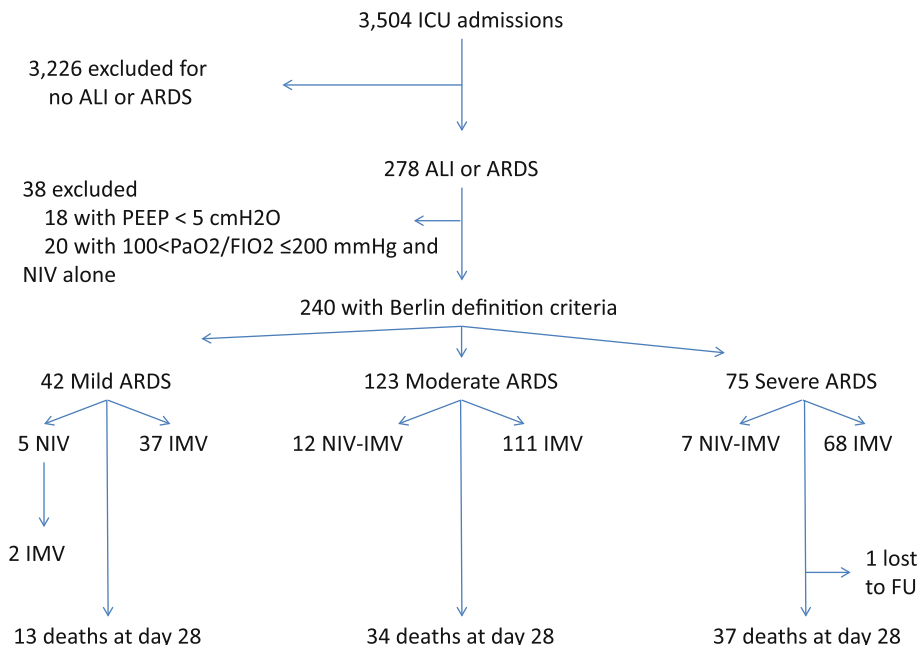 3,504 ICU admissions
3,226 excluded for
no ALI or ARDS
278 ALI or ARDS
38 excluded
18 with PEEP < 5 cmH2O
20 with 100<PaO2/FIO2 ≤200 mmHg and
NIV alone
240 with Berlin definition criteria
42 Mild ARDS
123 Moderate ARDS
75 Severe ARDS
5 NIV
37 IMV
12 NIV-IMV
111 IMV
7 NIV-IMV
68 IMV
2 IMV
1 lost
to FU
13 deaths at day 28
34 deaths at day 28
37 deaths at day 28